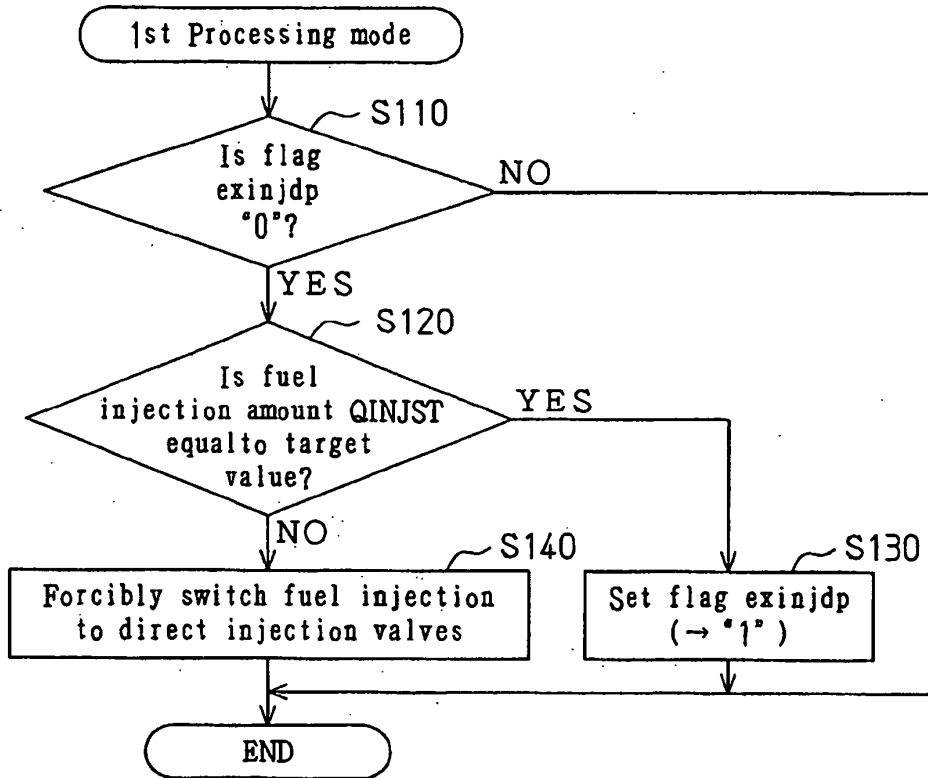 1st Processing mode
S110
Is flag
exinjdp
"0"?
NO
YES
S120
Is fuel
injection amount QINJST
equalto target
value?
YES
NO
S140
Forcibly switch fuel injection
to direct injection valves
S130
Set flag exinjdp
(→ "1")
END